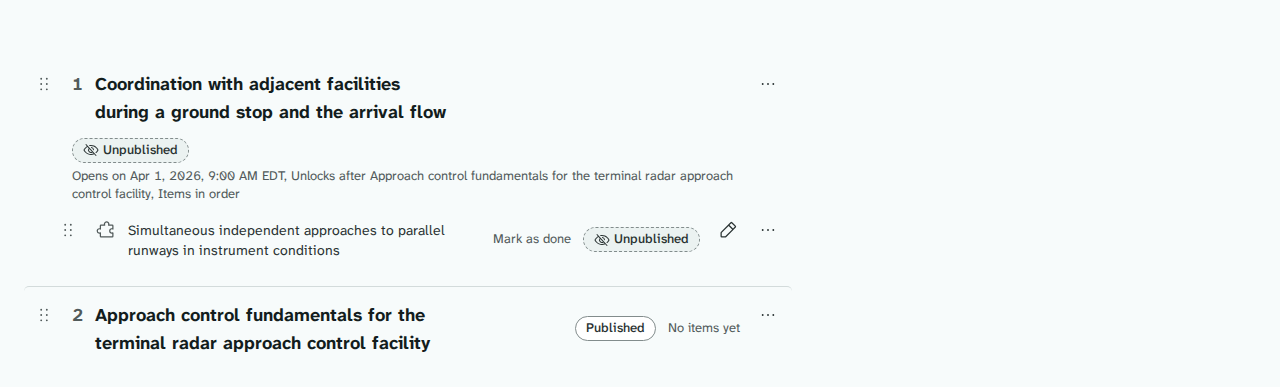 1 Coordination with adjacent facilities
during a ground stop and the arrival flow
Unpublished
Opens on Apr 1, 2026, 9:00 AM EDT, Unlocks after Approach control fundamentals for the terminal radar approach
control facility, Items in order
Simultaneous independent approaches to parallel
runways in instrument conditions
Mark as done
Unpublished
2 Approach control fundamentals for the
terminal radar approach control facility
Published
No items yet